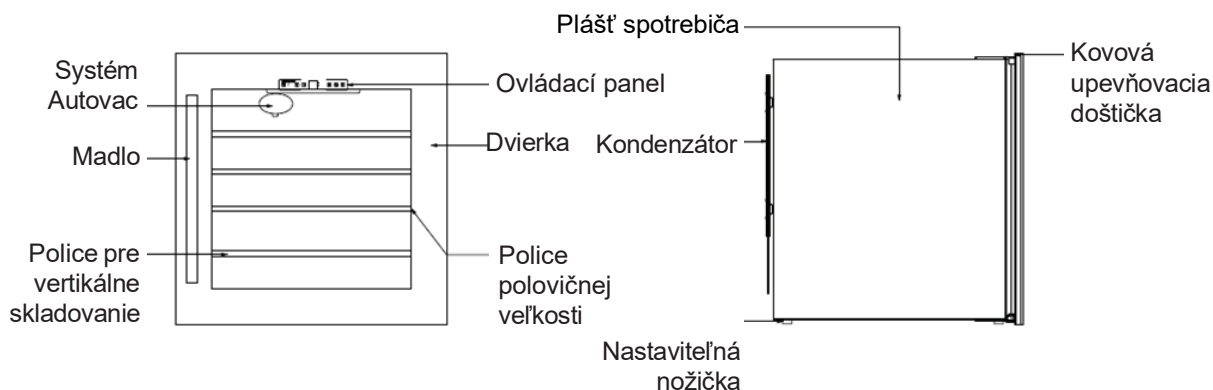 Systém
Autovac
Madlo
Police pre
vertikálne
skladovanie
Ovládací panel
Dvierka
Police
polovičnej
veľkosti
Plášť spotrebiča
Kondenzátor
Nastaviteľná
nožička
Kovová
upevňovacia
doštička